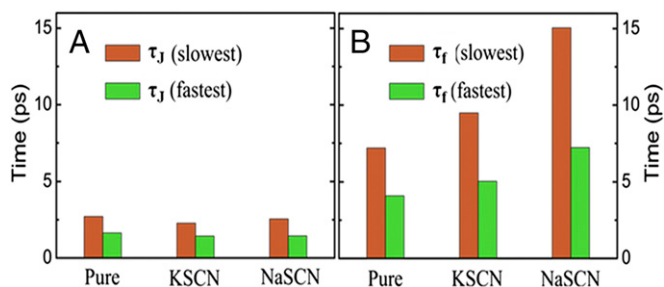 A
τJ (slowest)
τJ (fastest)
B
τf (slowest)
τf (fastest)
15
10
5
0
Time (ps)
Pure
KSCN
NaSCN
Pure
KSCN
NaSCN
15
10
5
0
Time (ps)